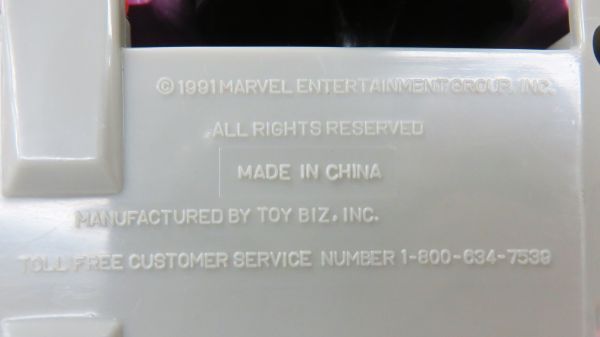 © 1991 MARVEL ENTERTAINMENT GROUP, INC.
ALL RIGHTS RESERVED
MADE IN CHINA
MANUFACTURED BY TOY BIZ, INC.
TOLL FREE CUSTOMER SERVICE NUMBER 1-800-634-7539